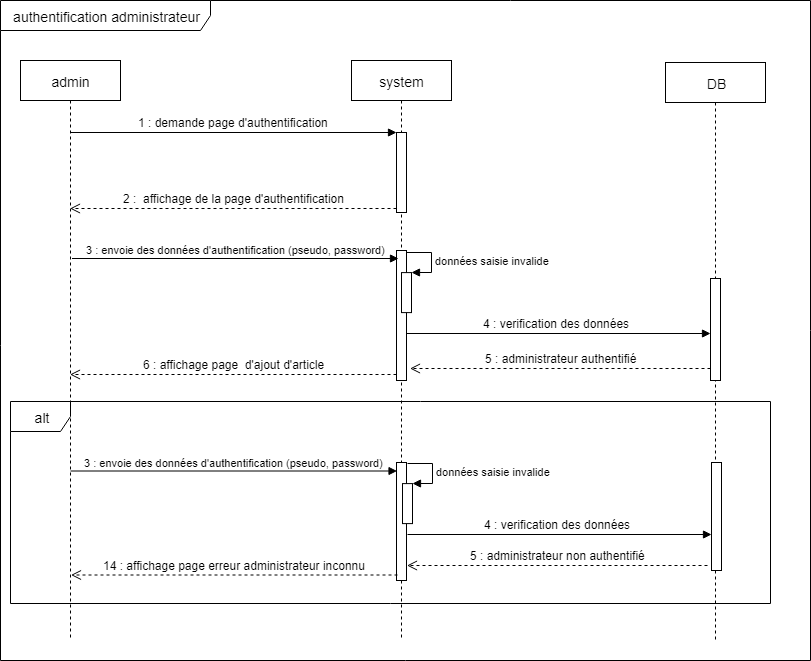 authentification administrateur
admin
system
DB
1 : demande page d'authentification
2 :  affichage de la page d'authentification
3 : envoie des données d'authentification (pseudo, password)
données saisie invalide
4 : verification des données
5 : administrateur authentifié
6 : affichage page  d'ajout d'article
alt
3 : envoie des données d'authentification (pseudo, password)
données saisie invalide
4 : verification des données
5 : administrateur non authentifié
14 : affichage page erreur administrateur inconnu